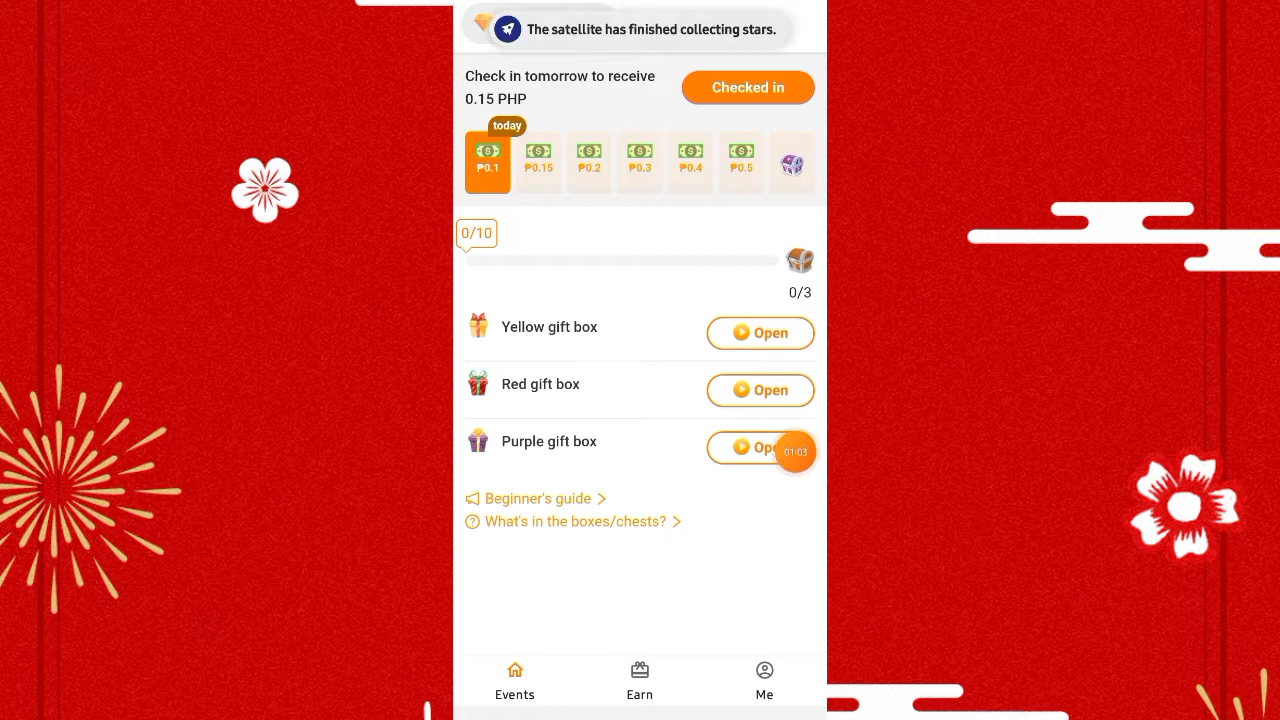 The satellite has finished collecting stars.
Check in tomorrow to receive
0.15 PHP
Checked in
today
₱0.1
₱0.15
₱0.2
₱0.3
₱0.4
₱0.5
0/10
0/3
Yellow gift box
Open
Red gift box
Open
Purple gift box
Ope
01:03
Beginner's guide
What's in the boxes/chests?
Events
Earn
Me